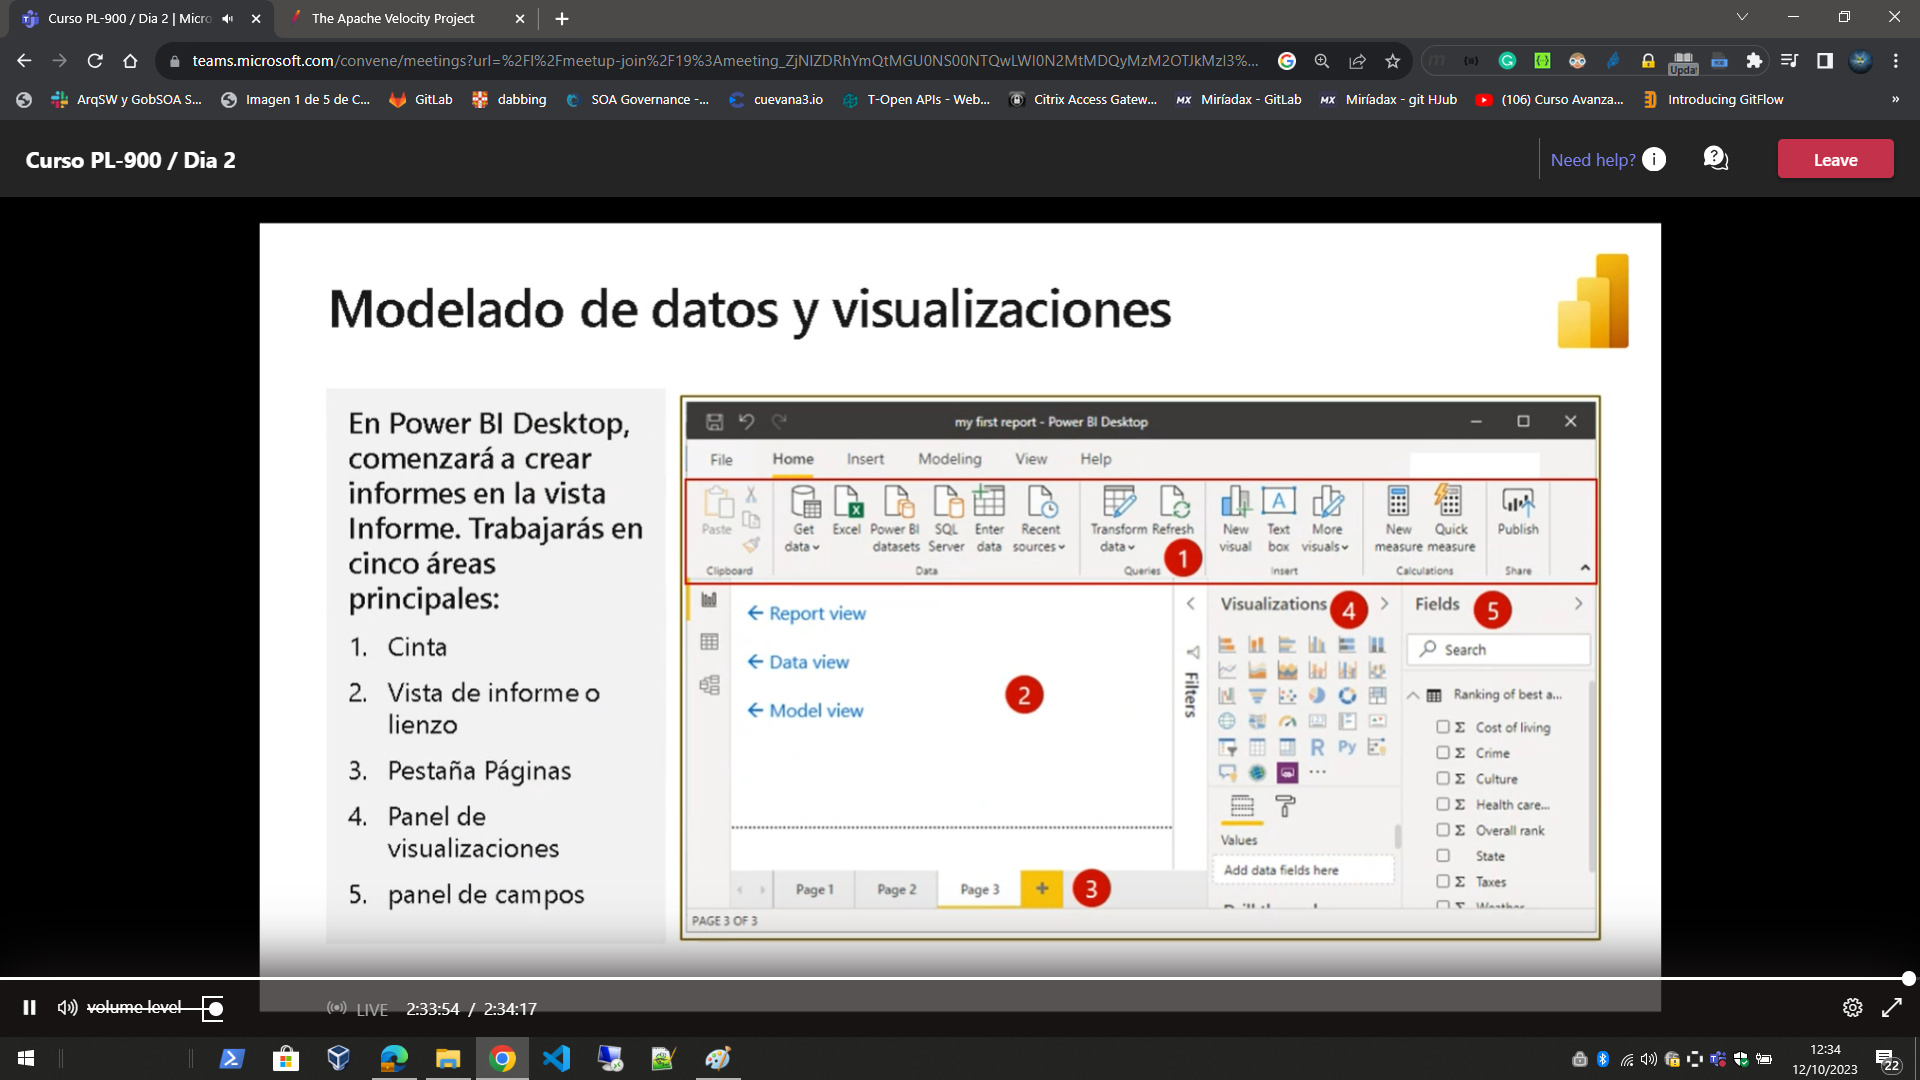 Curso PL-900 / Dia 2 | Micro
The Apache Velocity Project
teams.microsoft.com/convene/meetings?url=%2Fl%2Fmeetup-join%2F19%3Ameeting_ZjNlZDRhYmQtMGU0NS00NTQwLWI0N2MtMDQyMzM2OTJkMzI3%...
Upda
ArqSW y GobSOA S...
Imagen 1 de 5 de C...
GitLab
dabbing
SOA Governance -...
cuevana3.io
T-Open APIs - Web...
Citrix Access Gatew...
Miríadax - GitLab
Miríadax - git HJub
(106) Curso Avanza...
Introducing GitFlow
»
Curso PL-900 / Dia 2
Need help?
Leave
Modelado de datos y visualizaciones
En Power BI Desktop,
comenzará a crear
informes en la vista
Informe. Trabajarás en
cinco áreas
principales:
1. Cinta
2. Vista de informe o
lienzo
3. Pestaña Páginas
4. Panel de
visualizaciones
5. panel de campos
my first report - Power BI Desktop
File Home Insert Modeling View Help
Paste
Get
data
Excel
Power BI
datasets
SQL
Server
Enter
data
Recent
sources
Transform
data
Refresh
New
visual
Text
box
More
visuals
New
measure
Quick
measure
Publish
Clipboard
Data
Queries
1
Insert
Calculations
Share
← Report view
← Data view
← Model view
2
Filters
Visualizations
4
R
Py
...
Values
Add data fields here
Fields
5
Search
Ranking of best a...
Σ Cost of living
Σ Crime
Σ Culture
Σ Health care...
Σ Overall rank
State
Σ Taxes
Σ Weather
Page 1
Page 2
Page 3
+
3
PAGE 3 OF 3
volume level
LIVE
2:33:54 / 2:34:17
12:34
12/10/2023
22